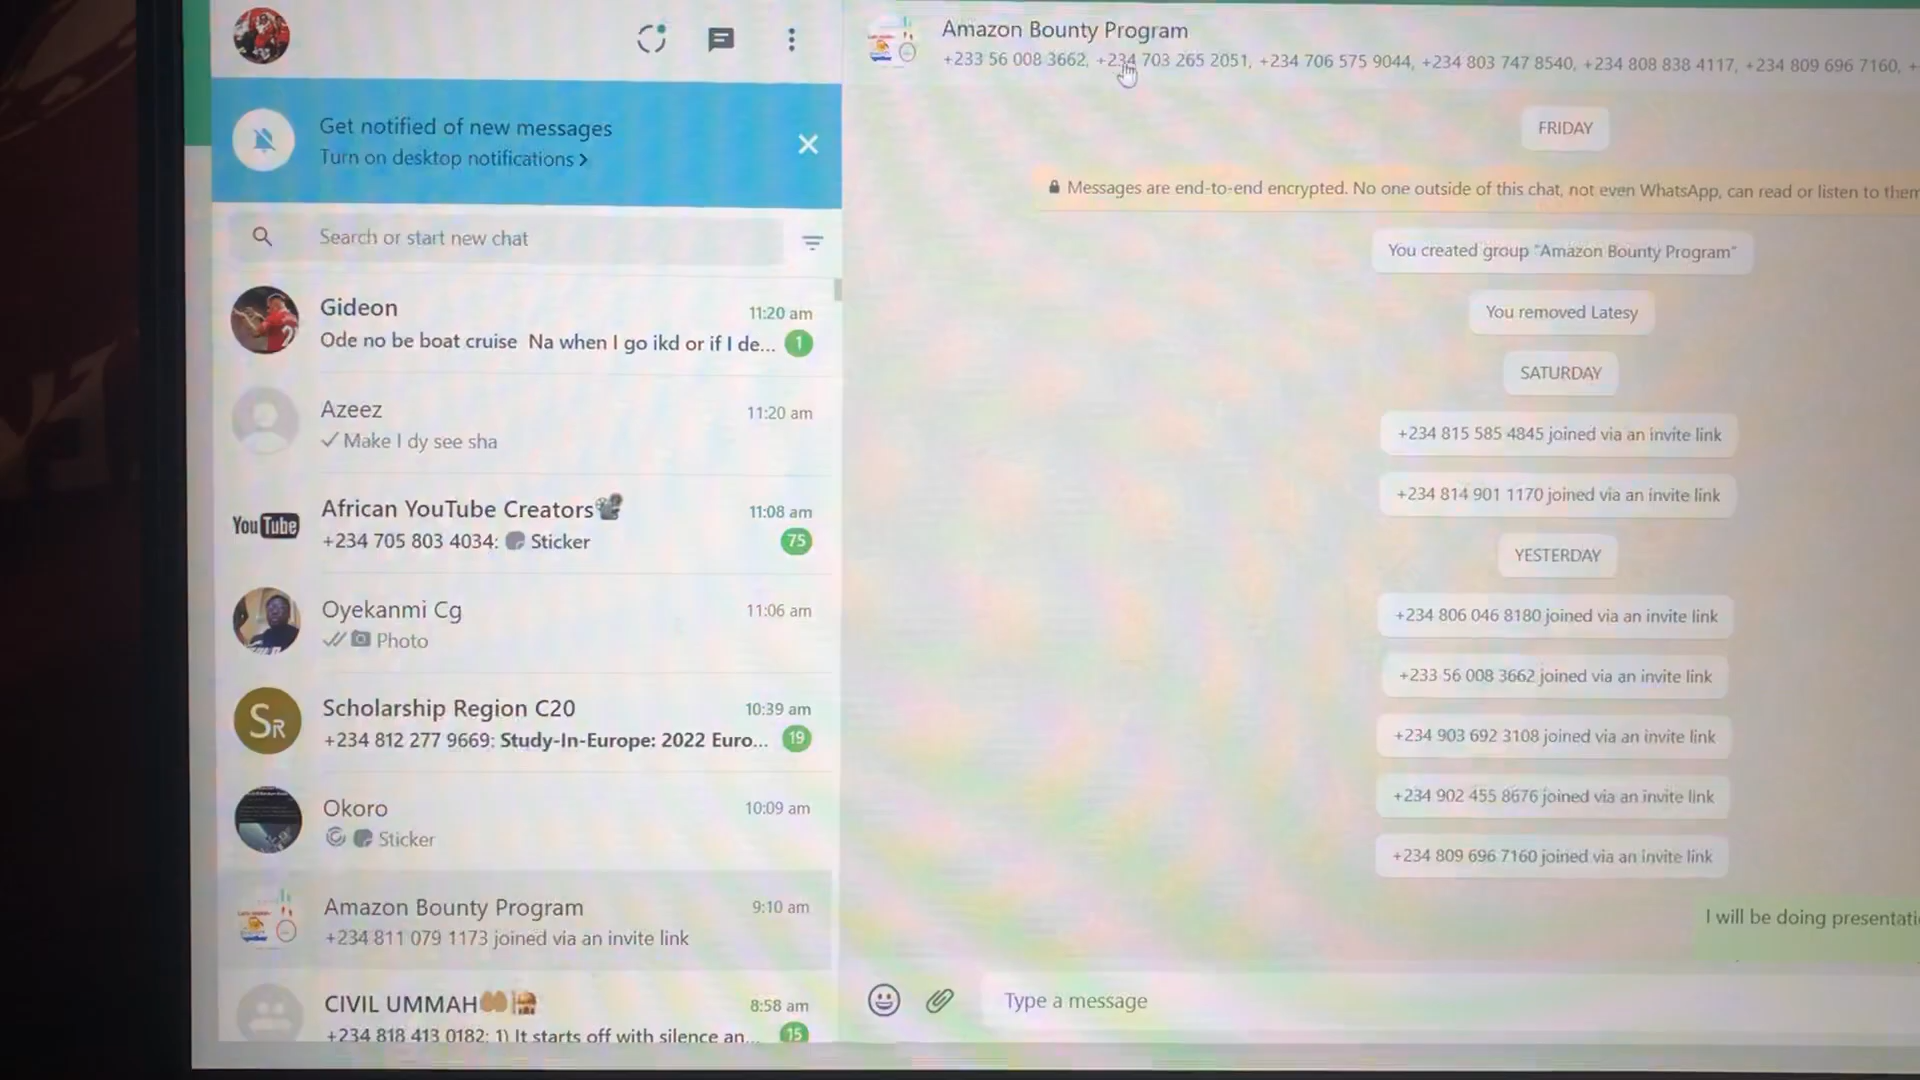 Get notified of new messages
Turn on desktop notifications >
Search or start new chat
Gideon
11:20 am
Ode no be boat cruise Na when I go ikd or if I de...
1
Azeez
11:20 am
Make I dy see sha
YouTube
African YouTube Creators
11:08 am
+234 705 803 4034: Sticker
75
Oyekanmi Cg
11:06 am
Photo
SR
Scholarship Region C20
10:39 am
+234 812 277 9669: Study-In-Europe: 2022 Euro...
19
Okoro
10:09 am
Sticker
Amazon Bounty Program
9:10 am
+234 811 079 1173 joined via an invite link
CIVIL UMMAH
8:58 am
+234 818 413 0182: 1) It starts off with silence an...
15
Amazon Bounty Program
+233 56 008 3662, +234 703 265 2051, +234 706 575 9044, +234 803 747 8540, +234 808 838 4117, +234 809 696 7160, +
FRIDAY
Messages are end-to-end encrypted. No one outside of this chat, not even WhatsApp, can read or listen to them
You created group "Amazon Bounty Program"
You removed Latesy
SATURDAY
+234 815 585 4845 joined via an invite link
+234 814 901 1170 joined via an invite link
YESTERDAY
+234 806 046 8180 joined via an invite link
+233 56 008 3662 joined via an invite link
+234 903 692 3108 joined via an invite link
+234 902 455 8676 joined via an invite link
+234 809 696 7160 joined via an invite link
I will be doing presentati
Type a message